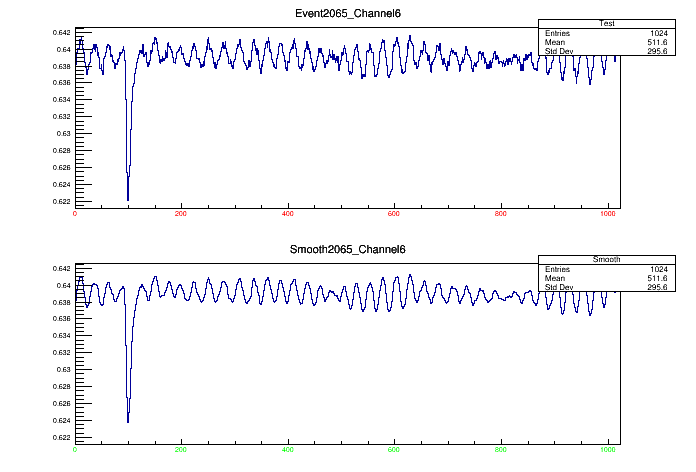 Event2065_Channel6
Test
Entries 1024
Mean 511.6
Std Dev 295.6
0.642
0.64
0.638
0.636
0.634
0.632
0.63
0.628
0.626
0.624
0.622
0 200 400 600 800 1000
Smooth2065_Channel6
Smooth
Entries 1024
Mean 511.6
Std Dev 295.6
0.642
0.64
0.638
0.636
0.634
0.632
0.63
0.628
0.626
0.624
0.622
0 200 400 600 800 1000